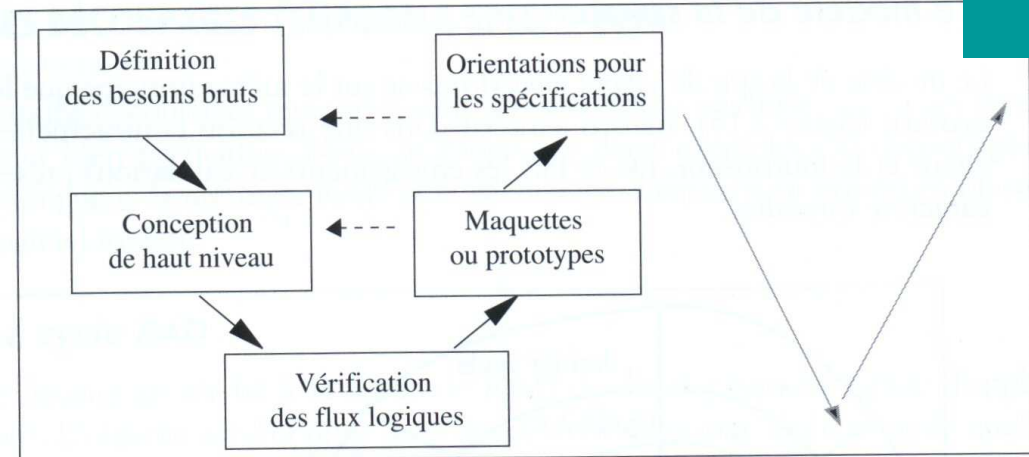 Définition
des besoins bruts
Orientations pour
les spécifications
Conception
de haut niveau
Maquettes
ou prototypes
Vérification
des flux logiques